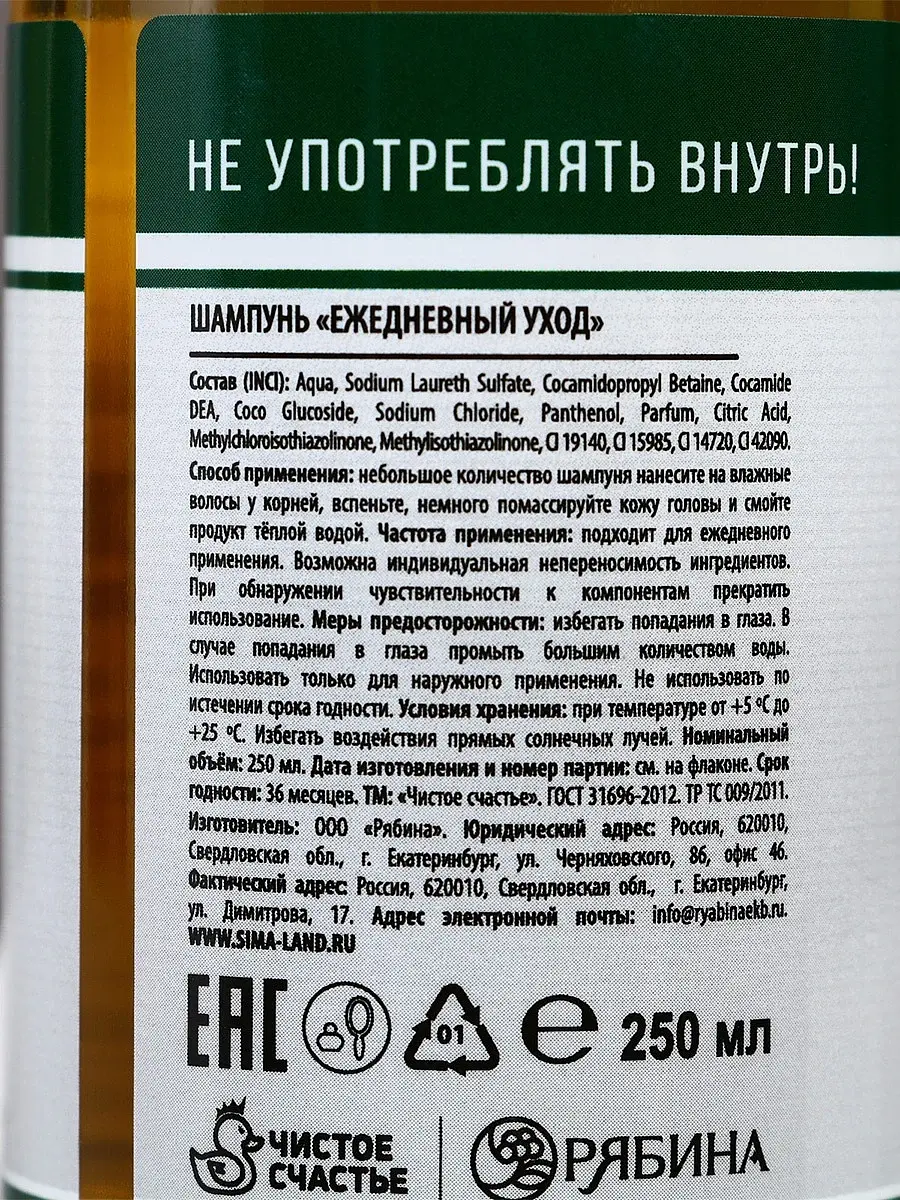 НЕ УПОТРЕБЛЯТЬ ВНУТРЬ!
ШАМПУНЬ «ЕЖЕДНЕВНЫЙ УХОД»
Состав (INCI): Aqua, Sodium Laureth Sulfate, Cocamidopropyl Betaine, Cocamide
DEA, Coco Glucoside, Sodium Chloride, Panthenol, Parfum, Citric Acid,
Methylchloroisothiazolinone, Methylisothiazolinone, CI 19140, CI 15985, CI 14720, CI 42090.
Способ применения: небольшое количество шампуня нанесите на влажные
волосы у корней, вспеньте, немного помассируйте кожу головы и смойте
продукт тёплой водой. Частота применения: подходит для ежедневного
применения. Возможна индивидуальная непереносимость ингредиентов.
При обнаружении чувствительности к компонентам прекратить
использование. Меры предосторожности: избегать попадания в глаза. В
случае попадания в глаза промыть большим количеством воды.
Использовать только для наружного применения. Не использовать по
истечении срока годности. Условия хранения: при температуре от +5 ºС до
+25 ºС. Избегать воздействия прямых солнечных лучей. Номинальный
объём: 250 мл. Дата изготовления и номер партии: см. на флаконе. Срок
годности: 36 месяцев. ТМ: «Чистое счастье». ГОСТ 31696-2012. ТР ТС 009/2011.
Изготовитель: ООО «Рябина». Юридический адрес: Россия, 620010,
Свердловская обл., г. Екатеринбург, ул. Черняховского, 86, офис 46.
Фактический адрес: Россия, 620010, Свердловская обл., г. Екатеринбург,
ул. Димитрова, 17. Адрес электронной почты: info@ryabinaekb.ru.
WWW.SIMA-LAND.RU
EAC 01 e 250 мл
ЧИСТОЕ
СЧАСТЬЕ
РЯБИНА